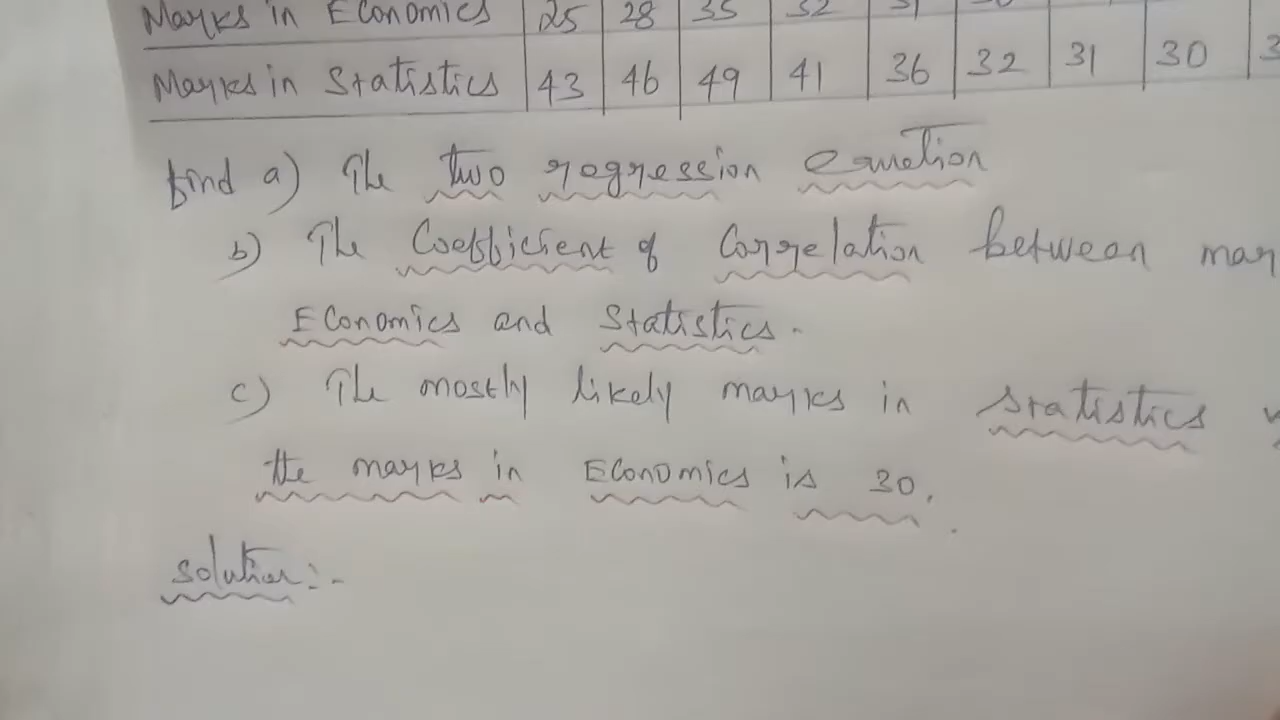 Marks in Economics 25 28 35 32 31
Marks in Statistics 43 46 49 41 36 32 31 30 3
find a) The two regression equation
b) The Coefficient of Correlation between mar
Economics and Statistics.
c) The mostly likely marks in statistics
the marks in Economics is 30.
Solution:-